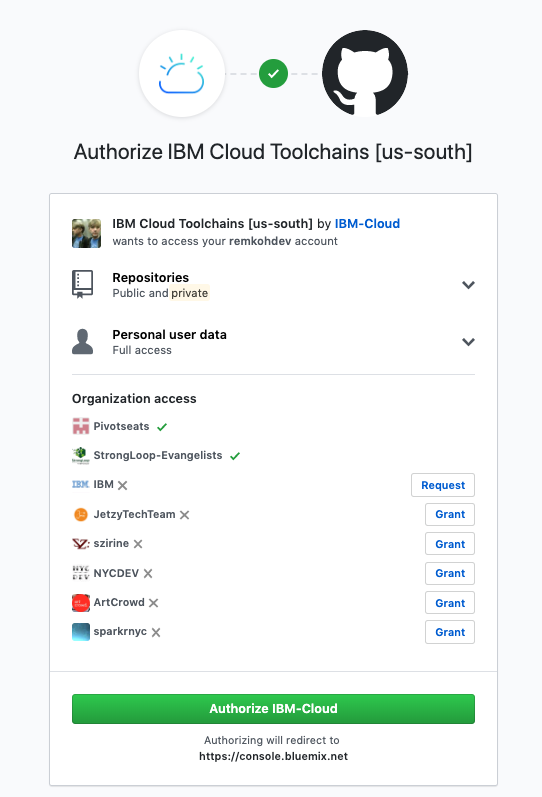 Authorize IBM Cloud Toolchains [us-south]
IBM Cloud Toolchains [us-south] by IBM-Cloud
wants to access your remkohdev account
Repositories
Public and private
Personal user data
Full access
Organization access
Pivotseats
StrongLoop-Evangelists
IBM IBM Request
JetzyTechTeam Grant
szirine Grant
NYCDEV NYCDEV Grant
ArtCrowd Grant
sparkrnyc Grant
Authorize IBM-Cloud
Authorizing will redirect to
https://console.bluemix.net